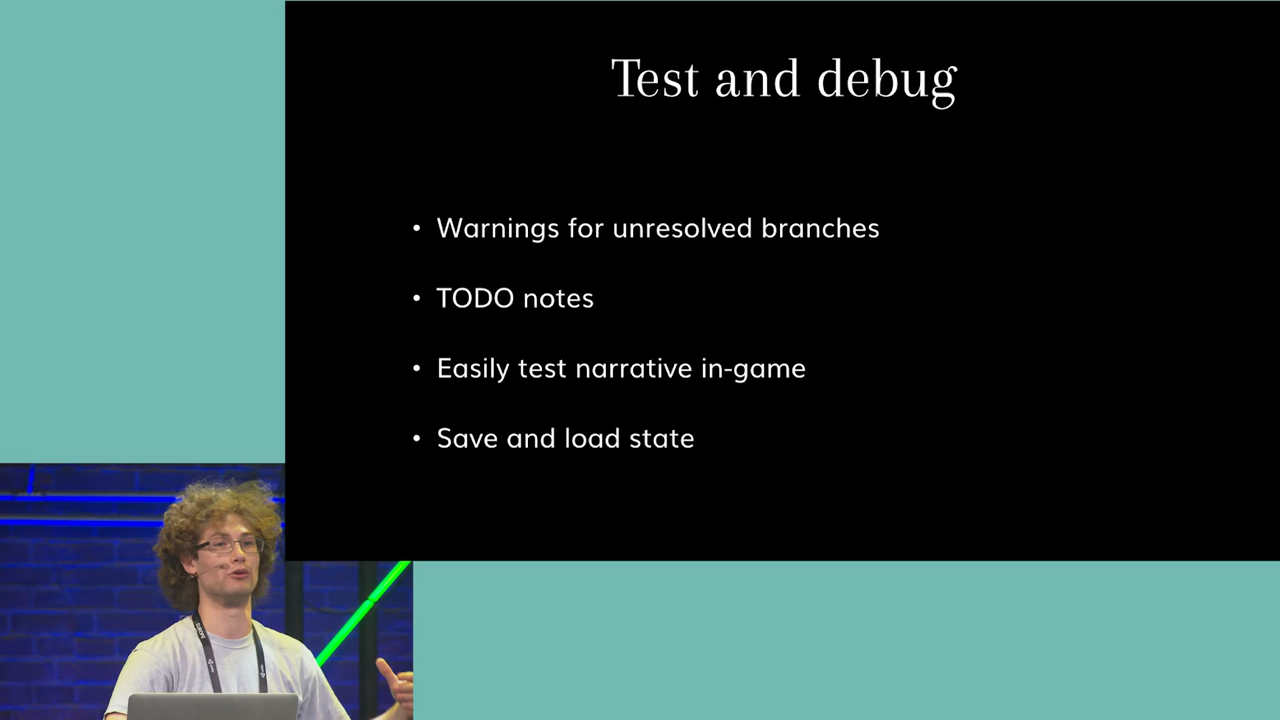 Test and debug
• Warnings for unresolved branches
• TODO notes
• Easily test narrative in-game
• Save and load state